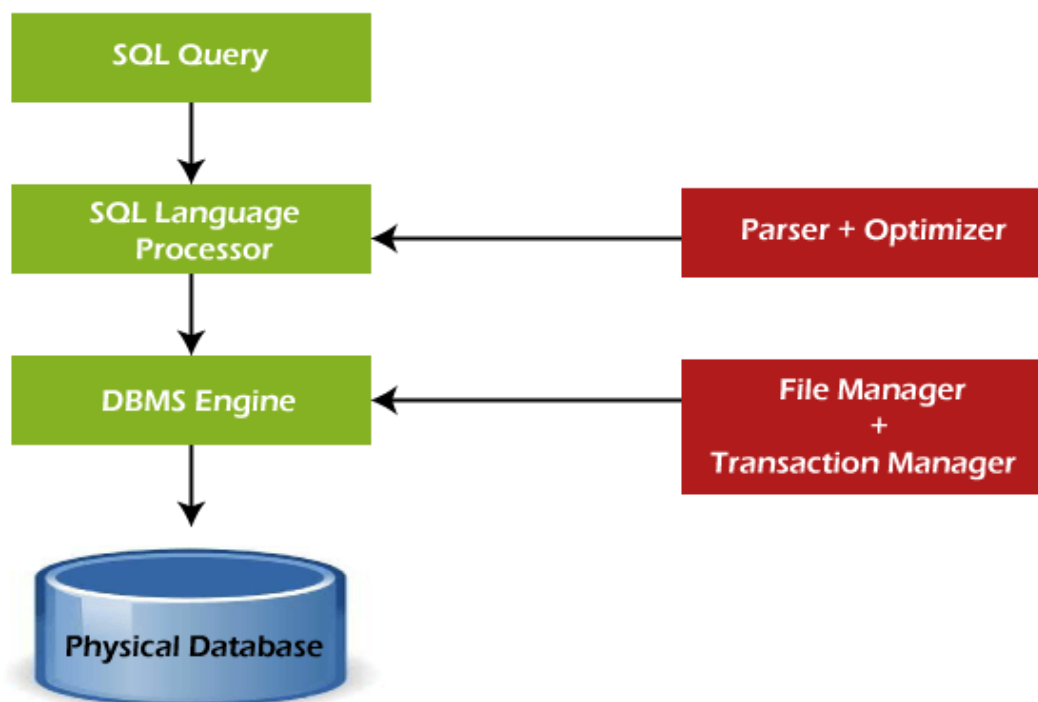 SQL Query
SQL Language
Processor
Parser + Optimizer
DBMS Engine
File Manager
+
Transaction Manager
Physical Database